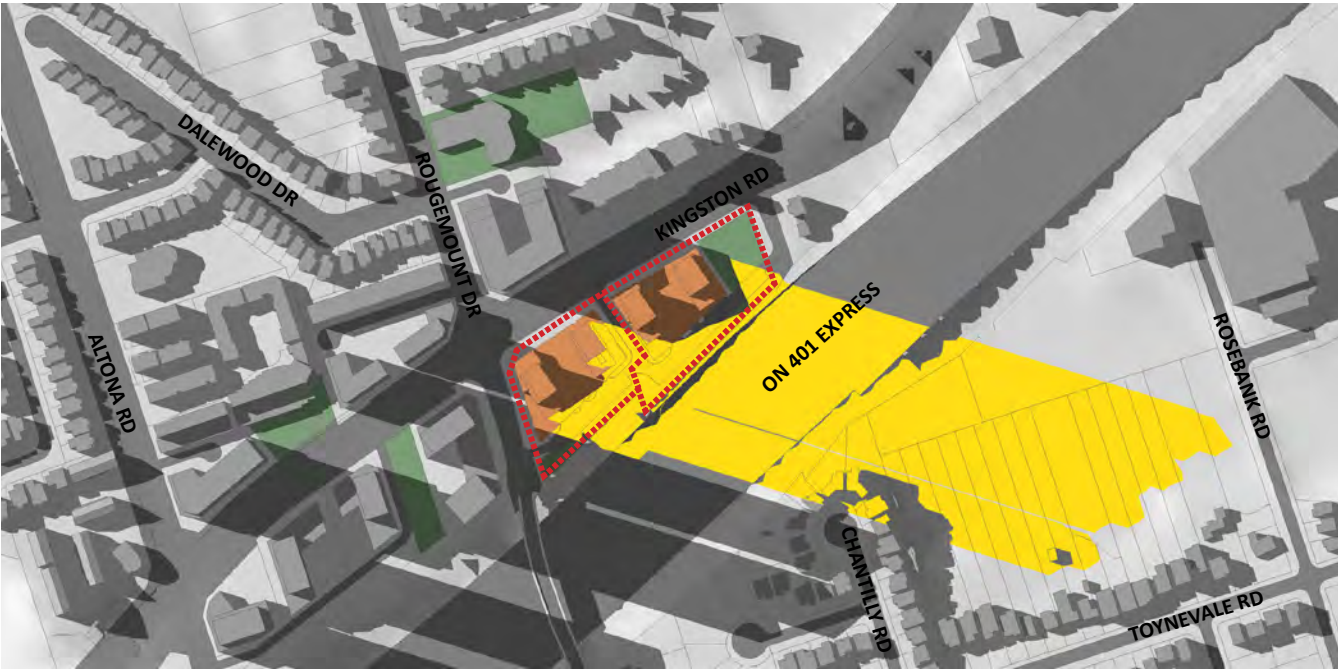 DALEWOOD DR
ROUGEMOUNT DR
KINGSTON RD
ALTONA RD
ON 401 EXPRESS
ROSEBANK RD
CHANTILLY RD
TOYNEVALE RD